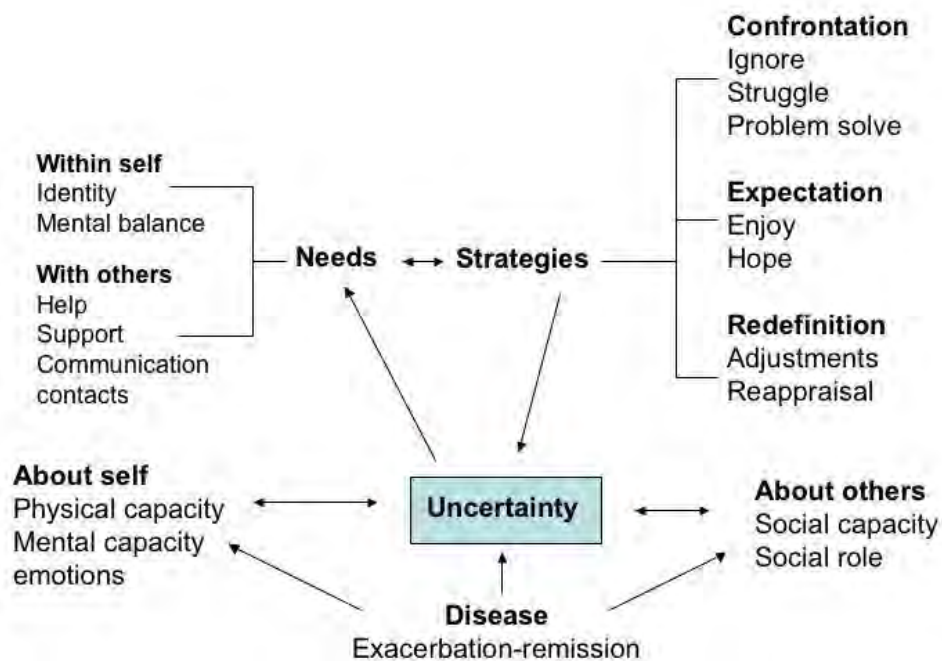 Confrontation
Ignore
Struggle
Problem solve
Within self
Identity
Mental balance
Expectation
Enjoy
Hope
Needs
Strategies
With others
Help
Support
Communication
contacts
Redefinition
Adjustments
Reappraisal
About self
Physical capacity
Mental capacity
emotions
Uncertainty
About others
Social capacity
Social role
Disease
Exacerbation-remission